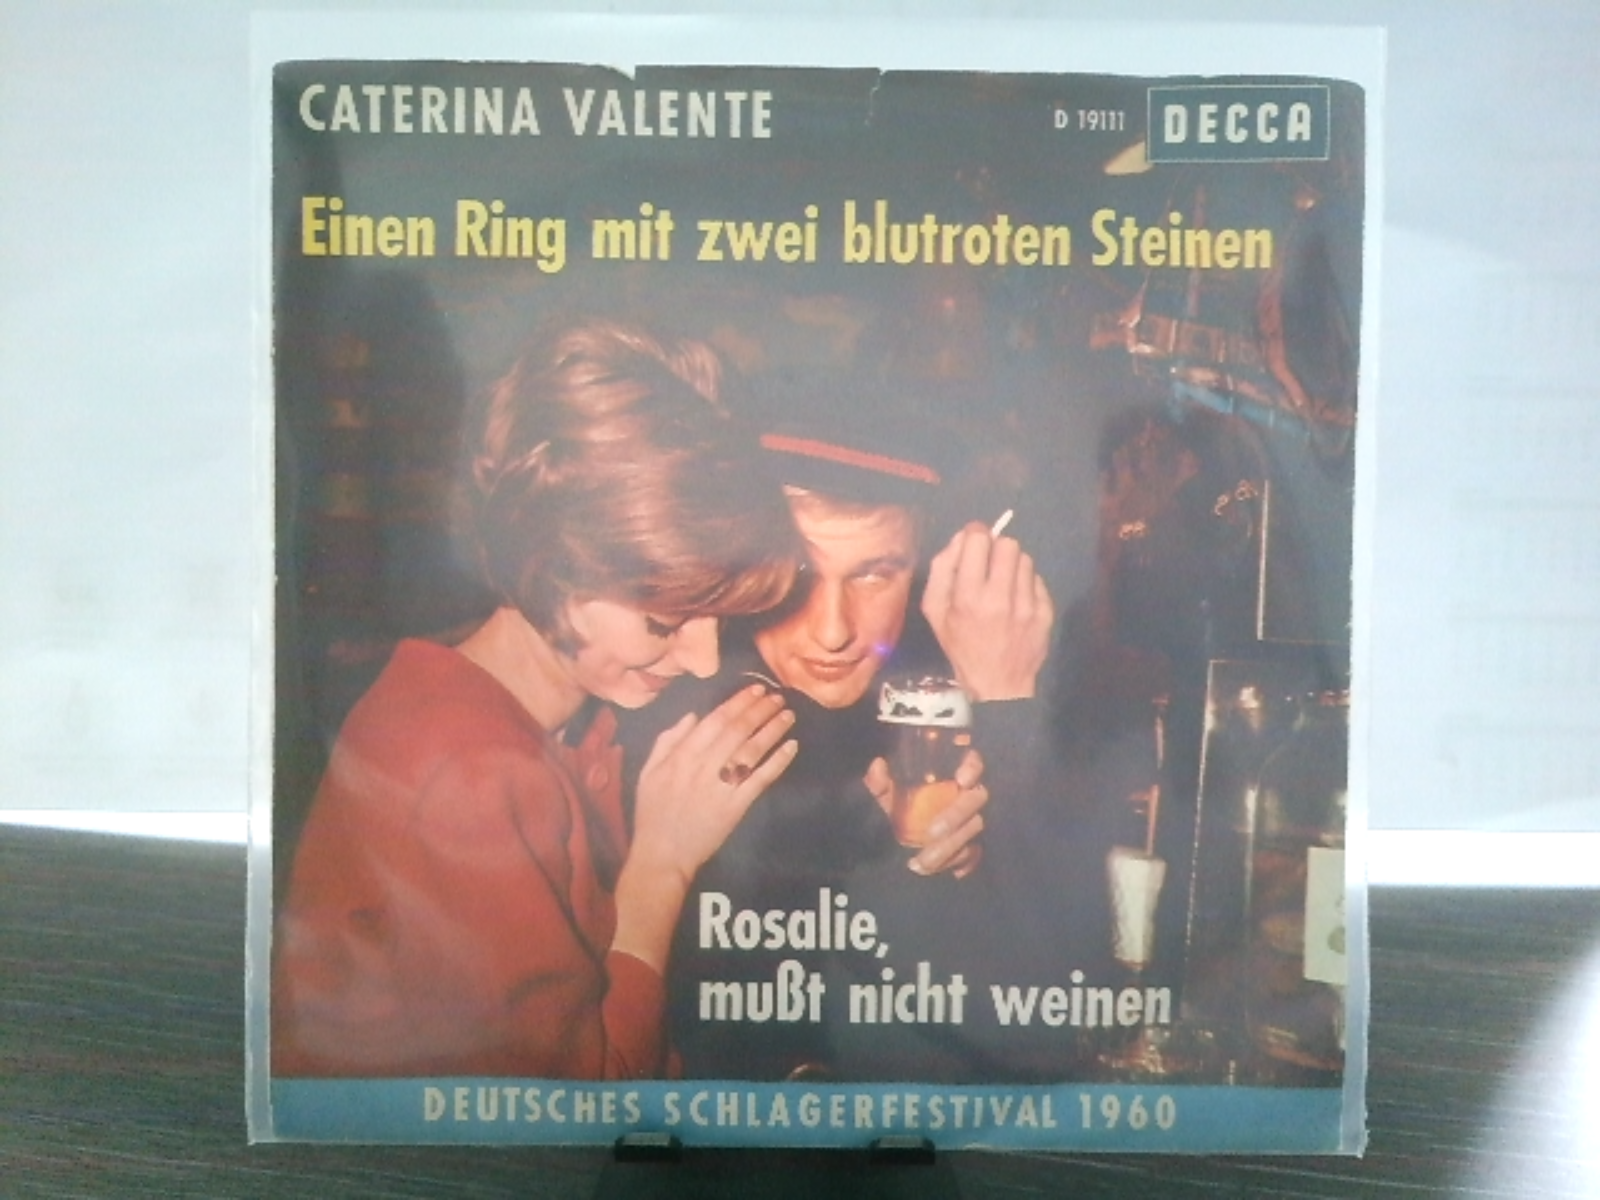 CATERINA VALENTE
D 19111
DECCA
Einen Ring mit zwei blutroten Steinen
Rosalie,
mußt nicht weinen
DEUTSCHES SCHLAGERFESTIVAL 1960